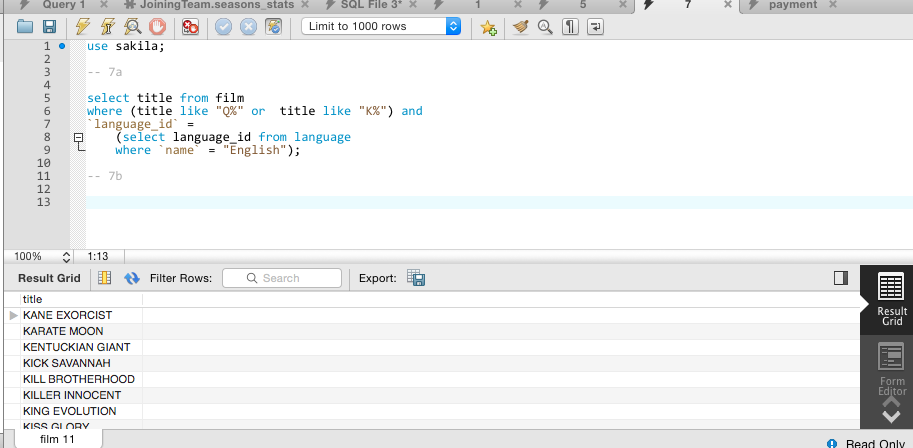 Query 1
JoiningTeam.seasons_stats
SQL File 3*
1
5
7
payment
Limit to 1000 rows
1 use sakila;
2
3 -- 7a
4
5 select title from film
6 where (title like "Q%" or  title like "K%") and
7 `language_id` =
8     (select language_id from language
9     where `name` = "English");
10
11 -- 7b
12
13
100% 1:13
Result Grid Filter Rows: Search Export:
title
KANE EXORCIST
KARATE MOON
KENTUCKIAN GIANT
KICK SAVANNAH
KILL BROTHERHOOD
KILLER INNOCENT
KING EVOLUTION
KISS GLORY
Result
Grid
Form
Editor
film 11
Read Only